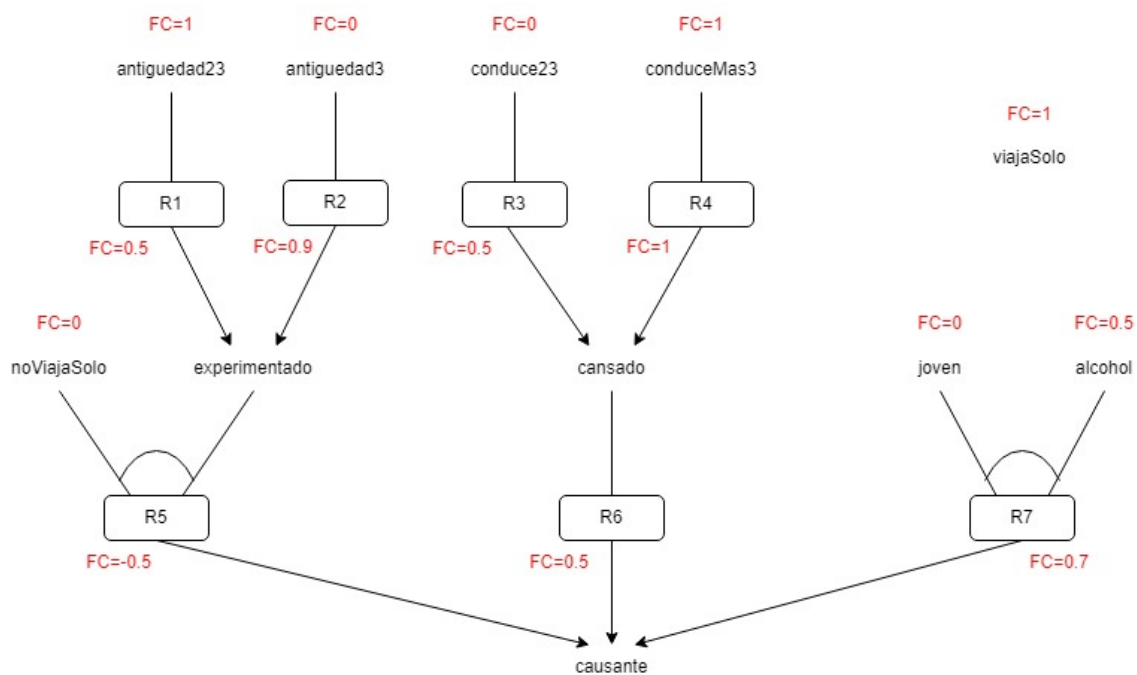 FC=1 FC=0 FC=0 FC=1
antiguedad23 antiguedad3 conduce23 conduceMas3
FC=1
viajaSolo
R1 R2 R3 R4
FC=0.5 FC=0.9 FC=0.5 FC=1
FC=0 FC=0 FC=0.5
noViajaSolo experimentado cansado joven alcohol
R5 R6 R7
FC=-0.5 FC=0.5 FC=0.7
causante